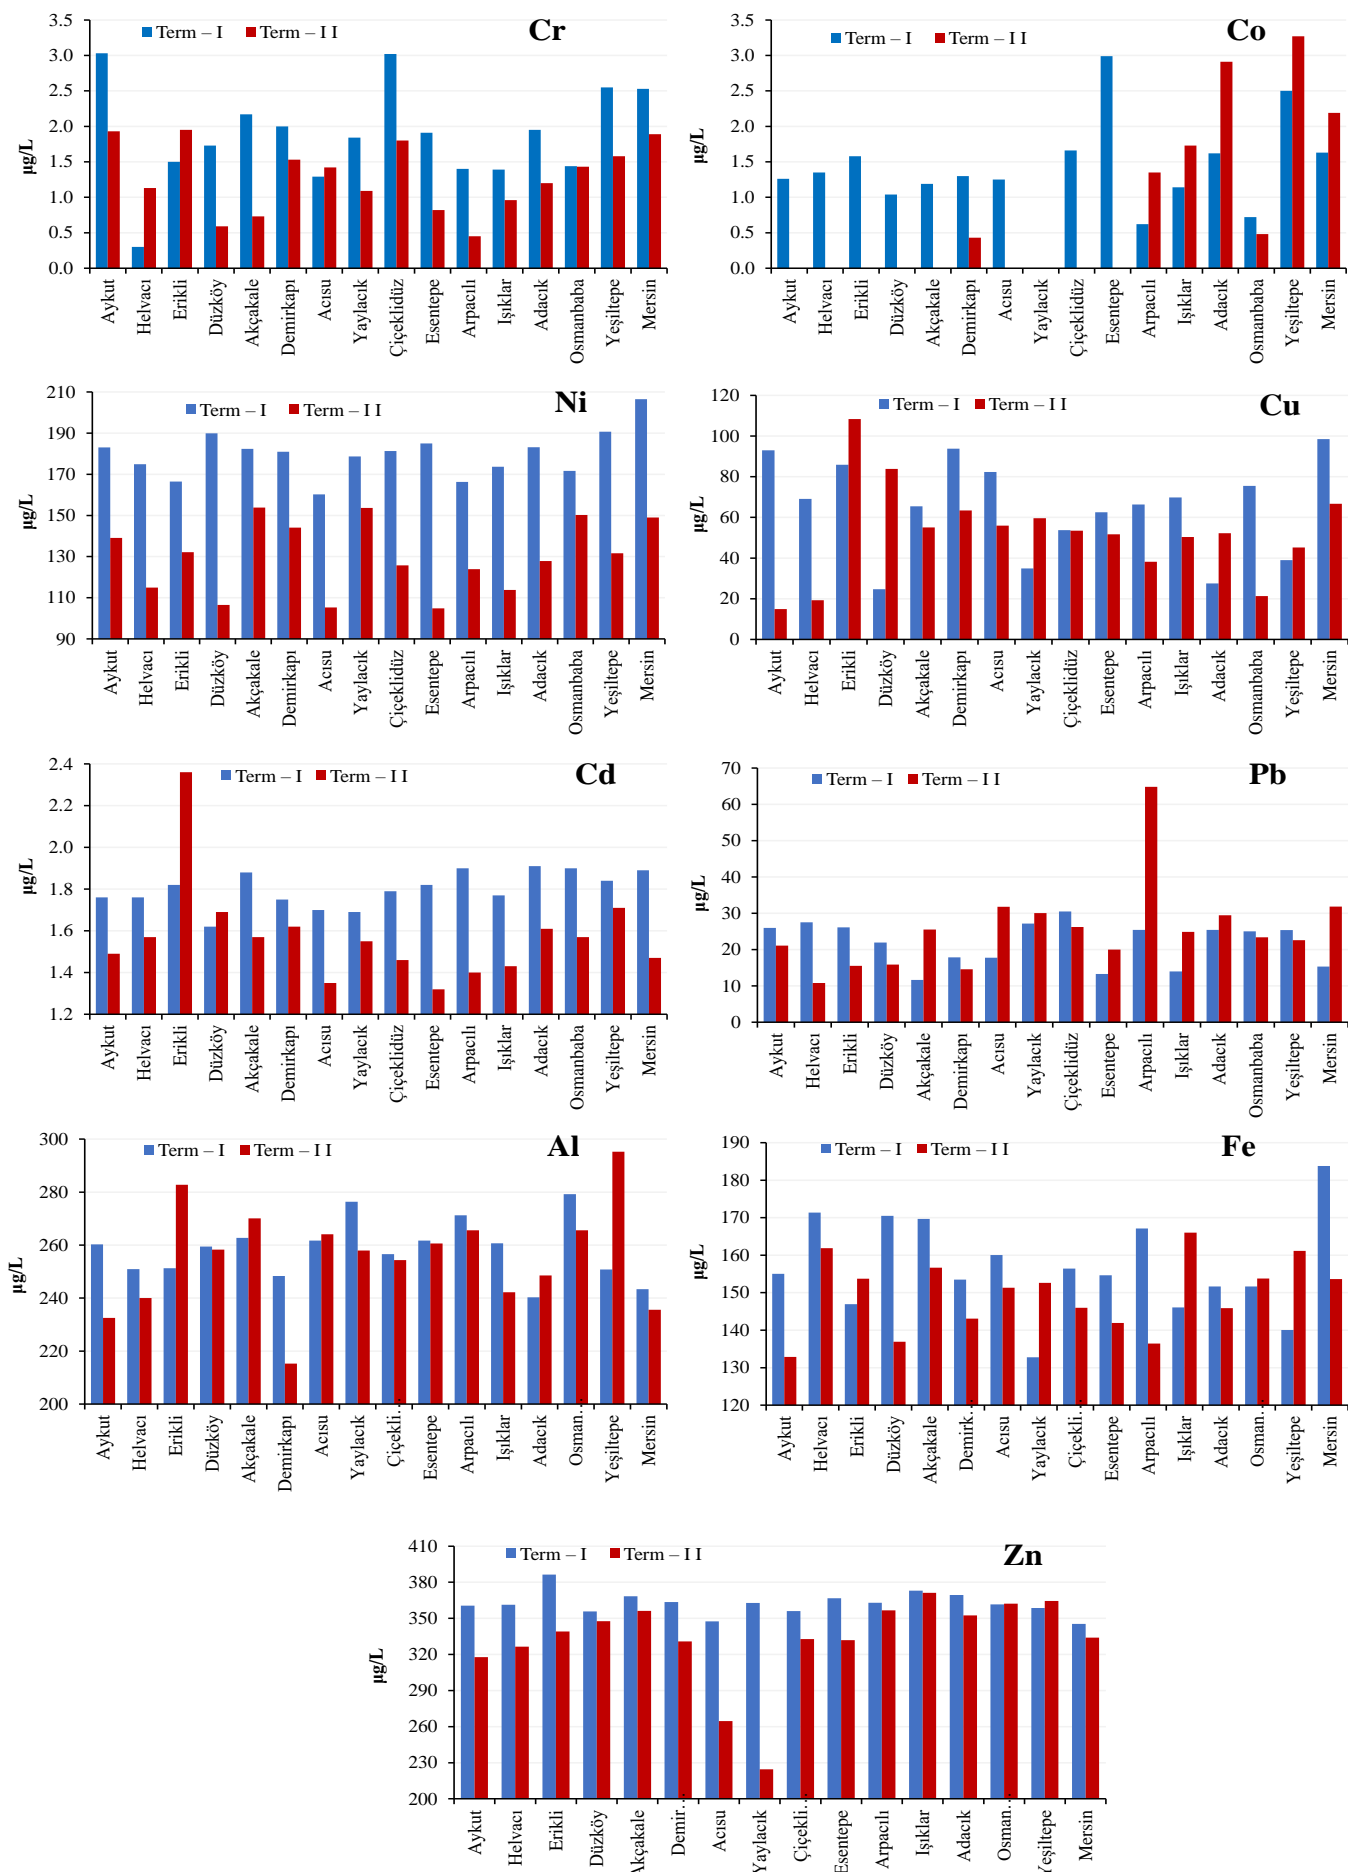 Cr
Term – I Term – I I
3.5
3.0
2.5
2.0
1.5
1.0
0.5
0.0
µg/L
Aykut
Helvacı
Erikli
Düzköy
Akçakale
Demirkapı
Acısu
Yaylacık
Çiçeklidüz
Esentepe
Arpacılı
Işıklar
Adacık
Osmanbaba
Yeşiltepe
Mersin
Co
Term – I Term – I I
3.5
3.0
2.5
2.0
1.5
1.0
0.5
0.0
µg/L
Aykut
Helvacı
Erikli
Düzköy
Akçakale
Demirkapı
Acısu
Yaylacık
Çiçeklidüz
Esentepe
Arpacılı
Işıklar
Adacık
Osmanbaba
Yeşiltepe
Mersin
Ni
Term – I Term – I I
210
190
170
150
130
110
90
µg/L
Aykut
Helvacı
Erikli
Düzköy
Akçakale
Demirkapı
Acısu
Yaylacık
Çiçeklidüz
Esentepe
Arpacılı
Işıklar
Adacık
Osmanbaba
Yeşiltepe
Mersin
Cu
Term – I Term – I I
120
100
80
60
40
20
0
µg/L
Aykut
Helvacı
Erikli
Düzköy
Akçakale
Demirkapı
Acısu
Yaylacık
Çiçeklidüz
Esentepe
Arpacılı
Işıklar
Adacık
Osmanbaba
Yeşiltepe
Mersin
Cd
Term – I Term – I I
2.4
2.2
2.0
1.8
1.6
1.4
1.2
µg/L
Aykut
Helvacı
Erikli
Düzköy
Akçakale
Demirkapı
Acısu
Yaylacık
Çiçeklidüz
Esentepe
Arpacılı
Işıklar
Adacık
Osmanbaba
Yeşiltepe
Mersin
Pb
Term – I Term – I I
70
60
50
40
30
20
10
0
µg/L
Aykut
Helvacı
Erikli
Düzköy
Akçakale
Demirkapı
Acısu
Yaylacık
Çiçeklidüz
Esentepe
Arpacılı
Işıklar
Adacık
Osmanbaba
Yeşiltepe
Mersin
Al
Term – I Term – I I
300
280
260
240
220
200
µg/L
Aykut
Helvacı
Erikli
Düzköy
Akçakale
Demirkapı
Acısu
Yaylacık
Çiçekli…
Esentepe
Arpacılı
Işıklar
Adacık
Osman…
Yeşiltepe
Mersin
Fe
Term – I Term – I I
190
180
170
160
150
140
130
120
µg/L
Aykut
Helvacı
Erikli
Düzköy
Akçakale
Demirk…
Acısu
Yaylacık
Çiçekli…
Esentepe
Arpacılı
Işıklar
Adacık
Osman…
Yeşiltepe
Mersin
Zn
Term – I Term – I I
410
380
350
320
290
260
230
200
µg/L
Aykut
Helvacı
Erikli
Düzköy
Akçakale
Demir…
Acısu
Yaylacık
Çiçekli…
Esentepe
Arpacılı
Işıklar
Adacık
Osman…
Yeşiltepe
Mersin